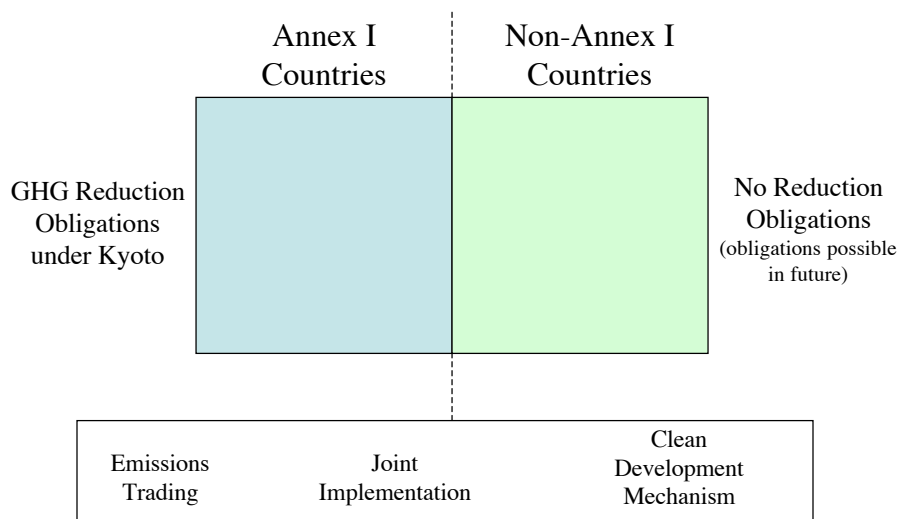 Annex I
Countries
Non-Annex I
Countries
GHG Reduction
Obligations
under Kyoto
No Reduction
Obligations
(obligations possible
in future)
Emissions
Trading
Joint
Implementation
Clean
Development
Mechanism